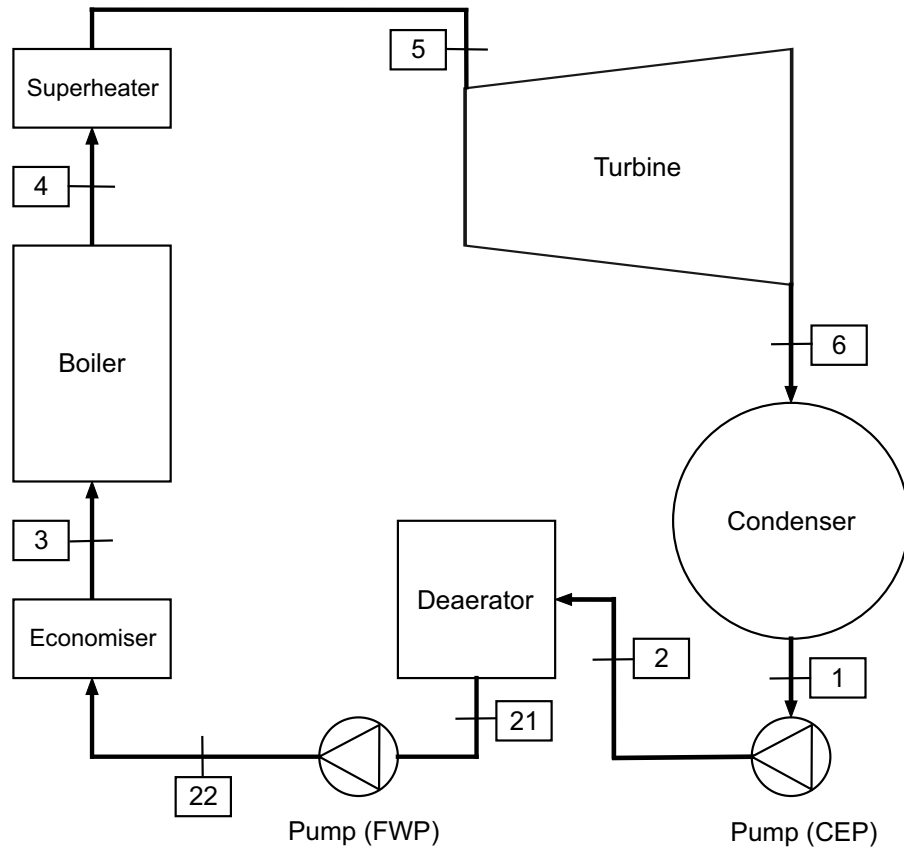 5
Superheater
Turbine
4
6
Boiler
Condenser
3
Deaerator
Economiser
2
1
21
22
Pump (FWP)
Pump (CEP)